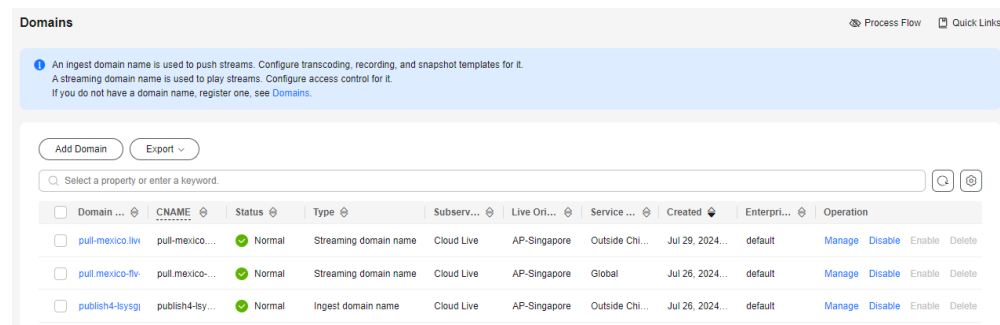 Domains
Process Flow Quick Links
An ingest domain name is used to push streams. Configure transcoding, recording, and snapshot templates for it.
A streaming domain name is used to play streams. Configure access control for it.
If you do not have a domain name, register one, see Domains.
Add Domain Export
Select a property or enter a keyword.
Domain ... CNAME Status Type Subserv... Live Ori... Service ... Created Enterpri... Operation
pull-mexico.live pull-mexico.... Normal Streaming domain name Cloud Live AP-Singapore Outside Chi... Jul 29, 2024... default Manage Disable Enable Delete
pull.mexico-flv- pull.mexico-... Normal Streaming domain name Cloud Live AP-Singapore Global Jul 26, 2024... default Manage Disable Enable Delete
publish4-lsysg publish4-lsy... Normal Ingest domain name Cloud Live AP-Singapore Outside Chi... Jul 26, 2024... default Manage Disable Enable Delete